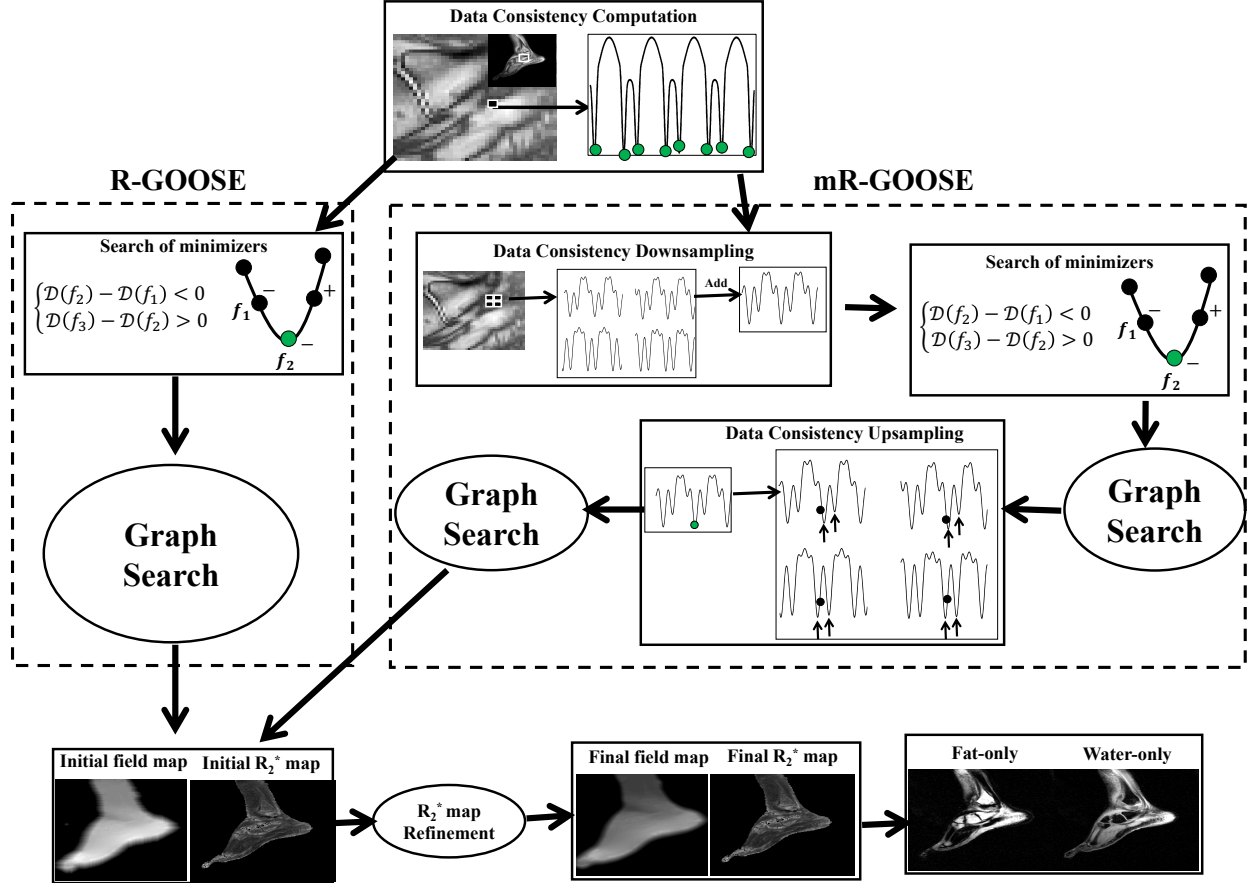 Data Consistency Computation
R-GOOSE
mR-GOOSE
Search of minimizers
𝒟(f₂) − 𝒟(f₁) < 0
𝒟(f₃) − 𝒟(f₂) > 0
f₁
−
+
−
f₂
Graph
Search
Data Consistency Downsampling
Add
Search of minimizers
𝒟(f₂) − 𝒟(f₁) < 0
𝒟(f₃) − 𝒟(f₂) > 0
f₁
−
+
−
f₂
Graph
Search
Data Consistency Upsampling
Graph
Search
Initial field map
Initial R₂* map
R₂* map
Refinement
Final field map
Final R₂* map
Fat-only
Water-only